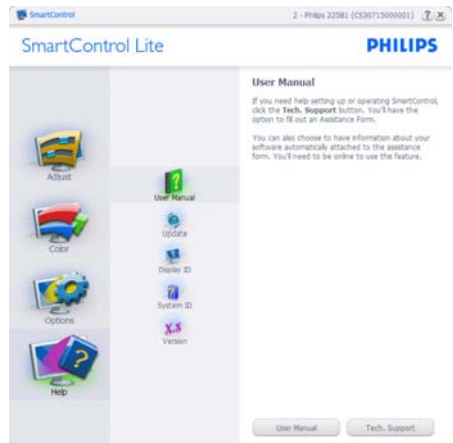 SmartControl
2 - Philips 225B1 (CS30715000001)
? X
SmartControl Lite
PHILIPS
Adjust
Color
Options
Help
User Manual
Update
Display ID
System ID
X.x
Version
User Manual
If you need help setting up or operating SmartControl,
click the Tech. Support button. You'll have the
option to fill out an Assistance Form.
You can also choose to have information about your
software automatically attached to the assistance
form. You'll need to be online to use this feature.
User Manual
Tech. Support